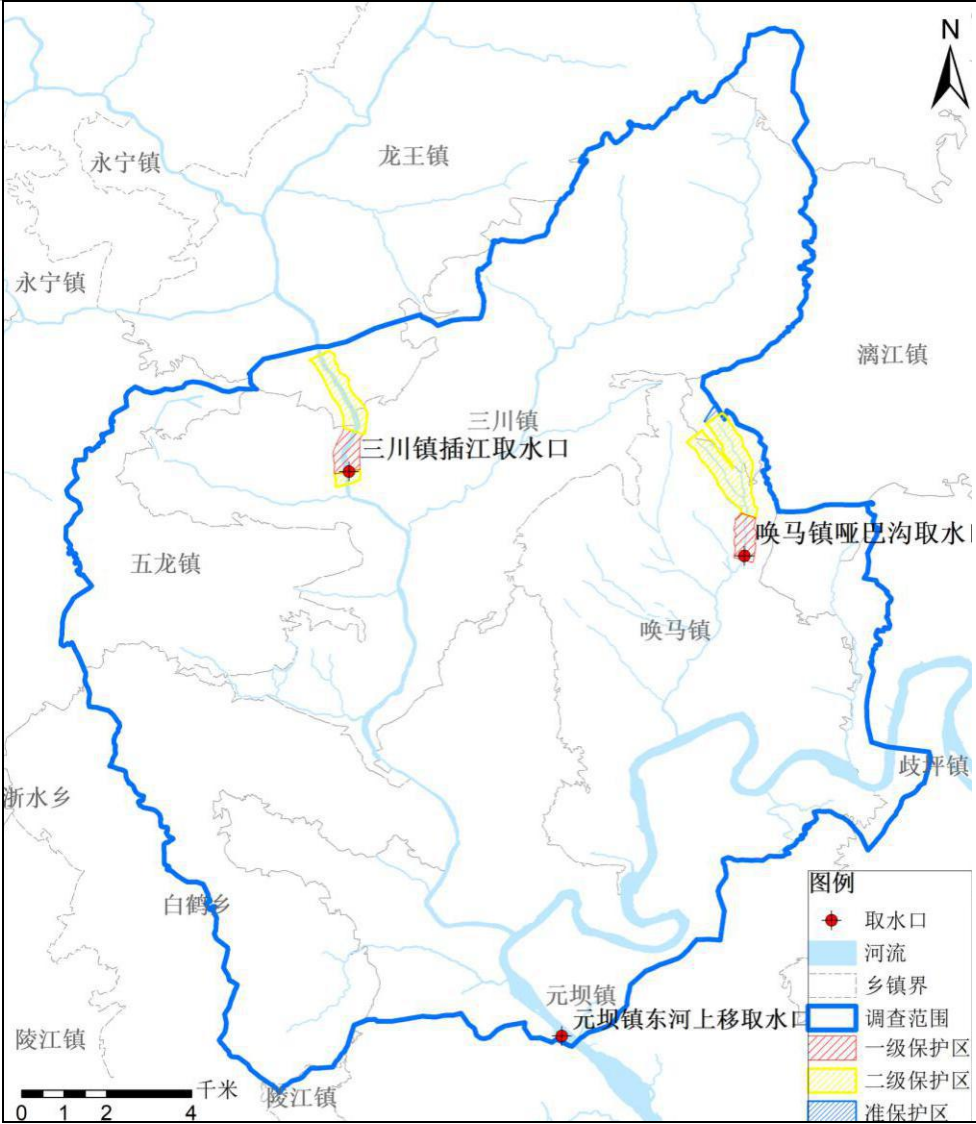 N
龙王镇
永宁镇
永宁镇
漓江镇
三川镇
三川镇插江取水口
唤马镇哑巴沟取水口
五龙镇
唤马镇
歧坪镇
浙水乡
白鹤乡
元坝镇
元坝镇东河上移取水口
陵江镇
陵江镇
千米
0 1 2 4
图例
取水口
河流
乡镇界
调查范围
一级保护区
二级保护区
准保护区